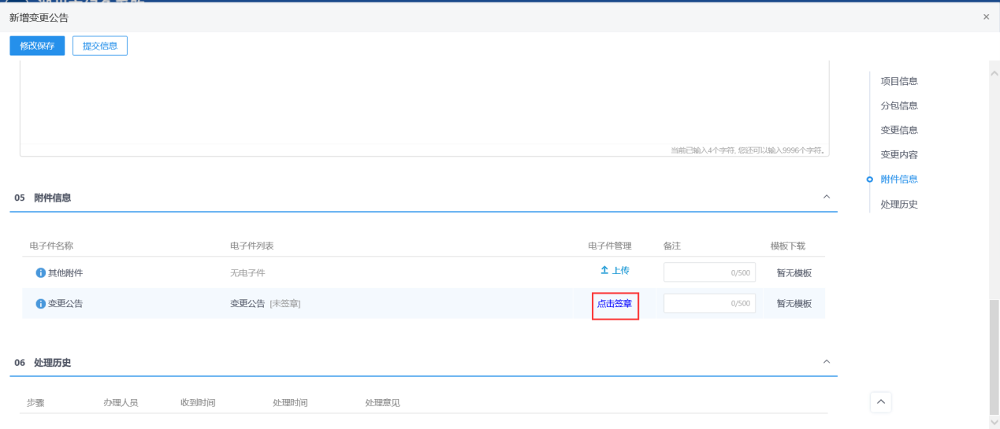 新增变更公告
×
修改保存 提交信息
当前已输入4个字符, 您还可以输入9996个字符。
项目信息
分包信息
变更信息
变更内容
附件信息
处理历史
05 附件信息
电子件名称 电子件列表 电子件管理 备注 模板下载
其他附件 无电子件 上传 0/500 暂无模板
变更公告 变更公告 [未签章] 点击签章 0/500 暂无模板
06 处理历史
步骤 办理人员 收到时间 处理时间 处理意见